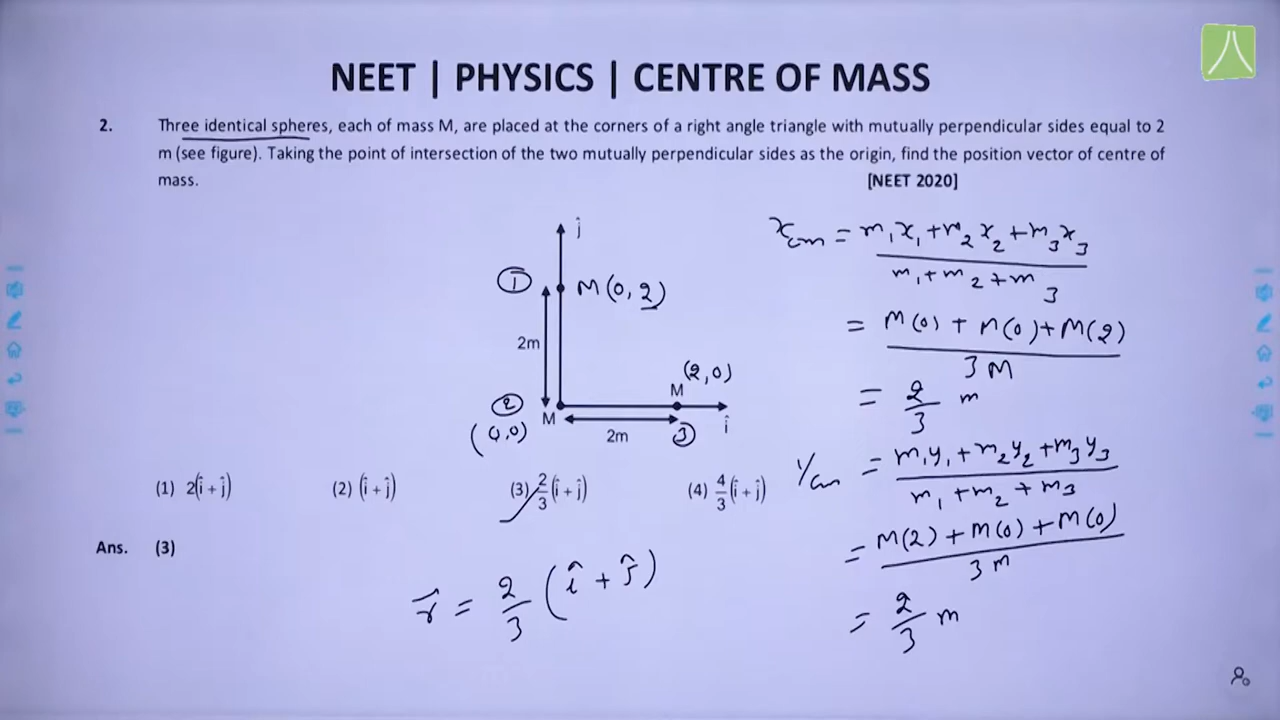 NEET | PHYSICS | CENTRE OF MASS
2. Three identical spheres, each of mass M, are placed at the corners of a right angle triangle with mutually perpendicular sides equal to 2
m (see figure). Taking the point of intersection of the two mutually perpendicular sides as the origin, find the position vector of centre of
mass. [NEET 2020]
ĵ
① M(0, 2)
2m
(2,0)
M
② M
(0,0)
2m
③
î
(1) 2(î + ĵ) (2) (î + ĵ) (3) 2/3(î + ĵ) (4) 4/3(î + ĵ)
Ans. (3)
r⃗ = 2/3 (î + ĵ)
x_cm = m₁x₁ + m₂x₂ + m₃x₃ / m₁ + m₂ + m₃
= M(0) + M(0) + M(2) / 3M
= 2/3 m
Y_cm = m₁y₁ + m₂y₂ + m₃y₃ / m₁ + m₂ + m₃
= M(2) + M(0) + M(0) / 3m
= 2/3 m